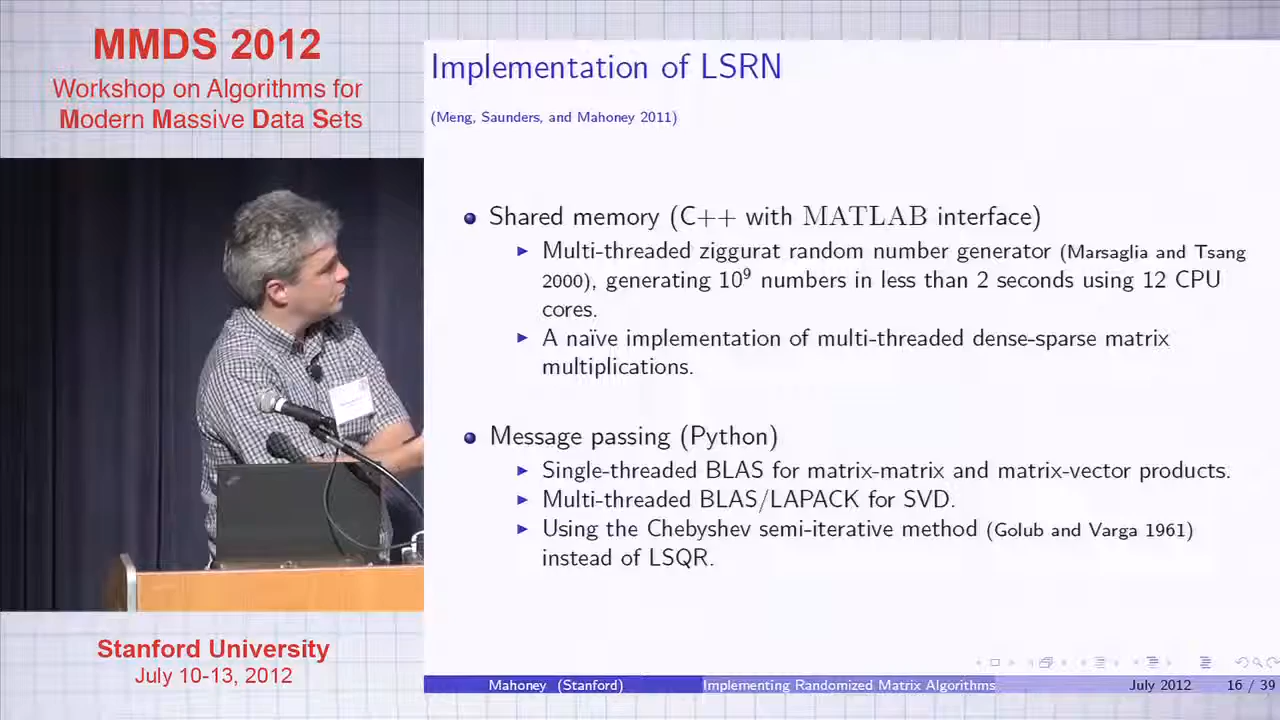 MMDS 2012
Workshop on Algorithms for
Modern Massive Data Sets
Implementation of LSRN
(Meng, Saunders, and Mahoney 2011)
Shared memory (C++ with MATLAB interface)
Multi-threaded ziggurat random number generator (Marsaglia and Tsang
2000), generating 10⁹ numbers in less than 2 seconds using 12 CPU
cores.
A naïve implementation of multi-threaded dense-sparse matrix
multiplications.
Message passing (Python)
Single-threaded BLAS for matrix-matrix and matrix-vector products.
Multi-threaded BLAS/LAPACK for SVD.
Using the Chebyshev semi-iterative method (Golub and Varga 1961)
instead of LSQR.
Stanford University
July 10-13, 2012
Mahoney (Stanford) Implementing Randomized Matrix Algorithms July 2012 16 / 39